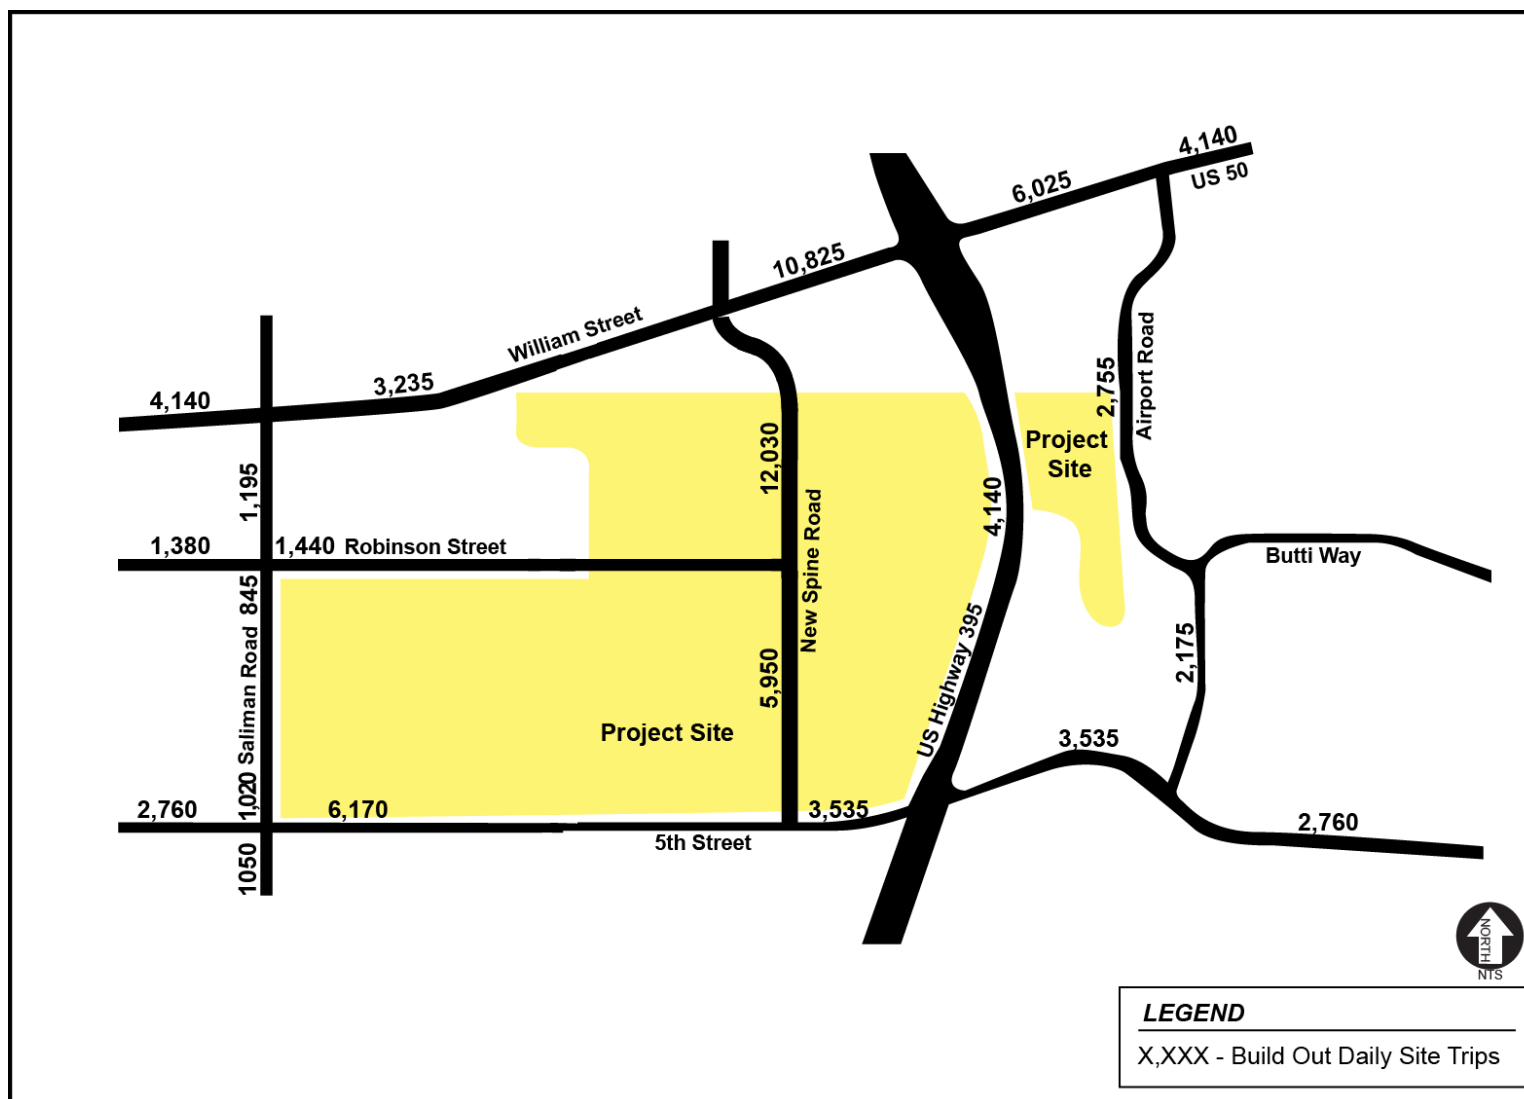 4,140
US 50
6,025
10,825
William Street
3,235
4,140
2,755
Airport Road
Project
Site
12,030
1,195
4,140
New Spine Road
1,380
1,440 Robinson Street
Butti Way
845
Saliman Road
1,020
5,950
US Highway 395
2,175
Project Site
3,535
2,760
6,170
3,535
5th Street
2,760
1050
NORTH
NTS
LEGEND
X,XXX - Build Out Daily Site Trips